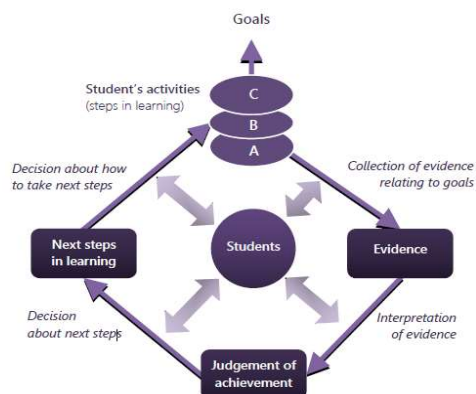 Goals
Student's activities
(steps in learning)
C
B
A
Decision about how
to take next steps
Collection of evidence
relating to goals
Next steps
in learning
Students
Evidence
Decision
about next steps
Interpretation
of evidence
Judgement of
achievement